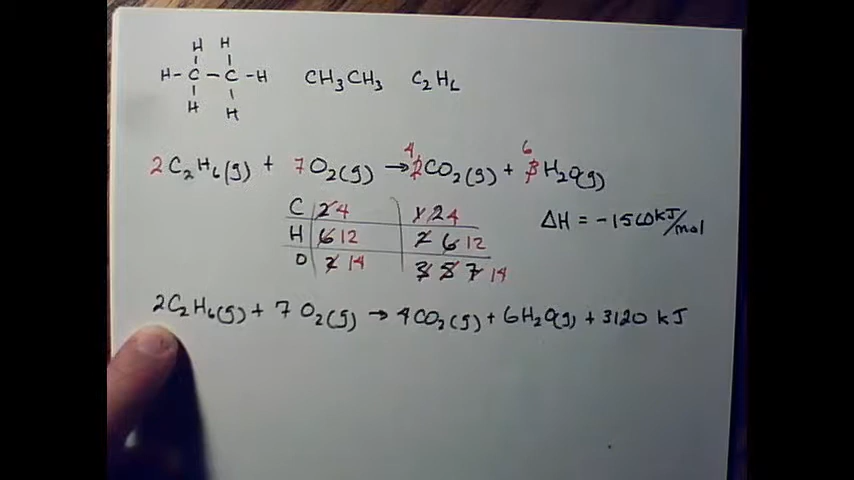 H H
H-C-C-H CH₃CH₃ C₂H₆
H H
2C₂H₆(g) + 7O₂(g) → 4 2CO₂(g) + 6 3H₂O(g)
C 2 4 1 2 4
H 6 12 2 6 12 ΔH = -1560 kJ/mol
O 2 14 3 5 7 14
2C₂H₆(g) + 7O₂(g) → 4CO₂(g) + 6H₂O(g) + 3120 kJ